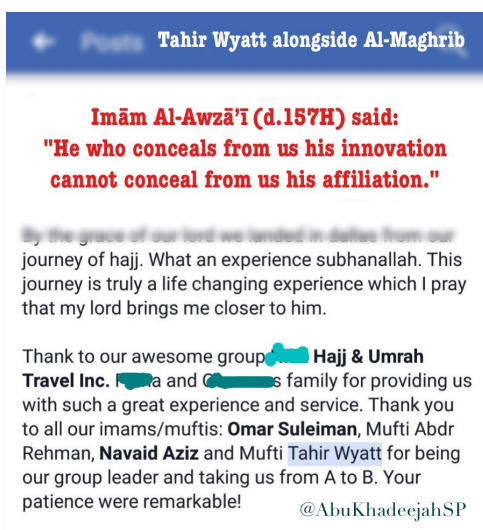 Posts Tahir Wyatt alongside Al-Maghrib
Imām Al-Awzā’ī (d.157H) said:
"He who conceals from us his innovation
cannot conceal from us his affiliation."
By the grace of our lord we landed in dallas from our
journey of hajj. What an experience subhanallah. This
journey is truly a life changing experience which I pray
that my lord brings me closer to him.
Thank to our awesome group Hajj & Umrah
Travel Inc. and family for providing us
with such a great experience and service. Thank you
to all our imams/muftis: Omar Suleiman, Mufti Abdr
Rehman, Navaid Aziz and Mufti Tahir Wyatt for being
our group leader and taking us from A to B. Your
patience were remarkable!
@AbuKhadeejahSP